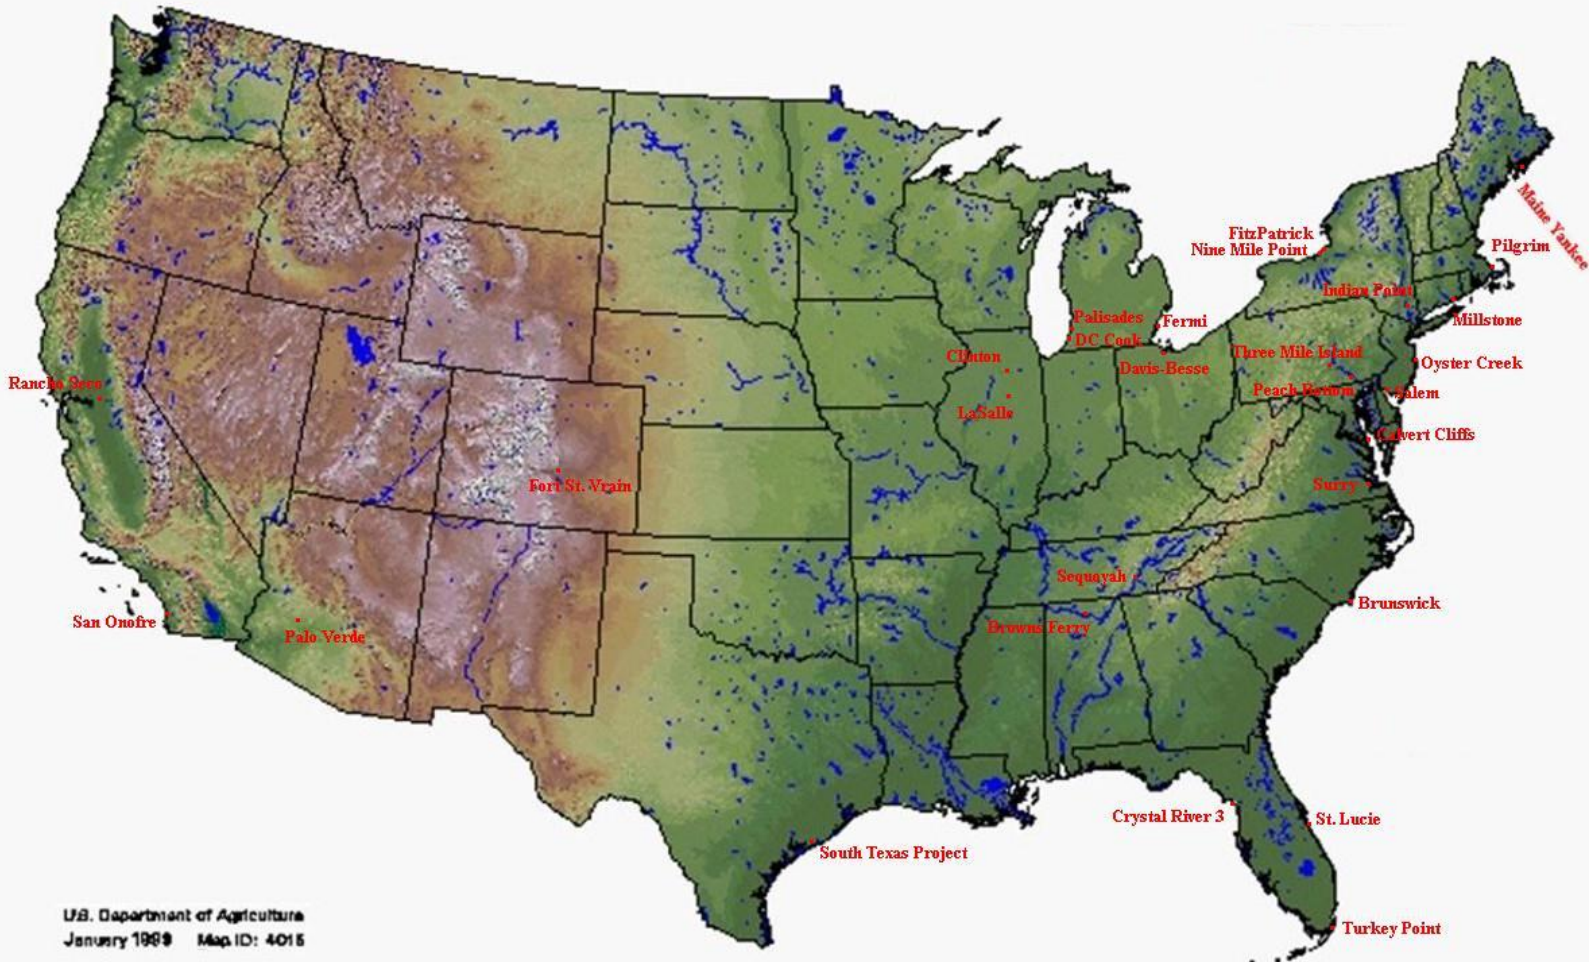 Maine Yankee
FitzPatrick
Nine Mile Point
Pilgrim
Indian Point
Millstone
Palisades
Fermi
DC Cook
Clinton
Davis-Besse
Three Mile Island
Oyster Creek
Rancho Seco
Peach Bottom
Salem
LaSalle
Calvert Cliffs
Fort St. Vrain
Surry
Sequoyah
Brunswick
San Onofre
Palo Verde
Browns Ferry
Crystal River 3
St. Lucie
South Texas Project
U.S. Department of Agriculture
January 1999 Map ID: 4015
Turkey Point